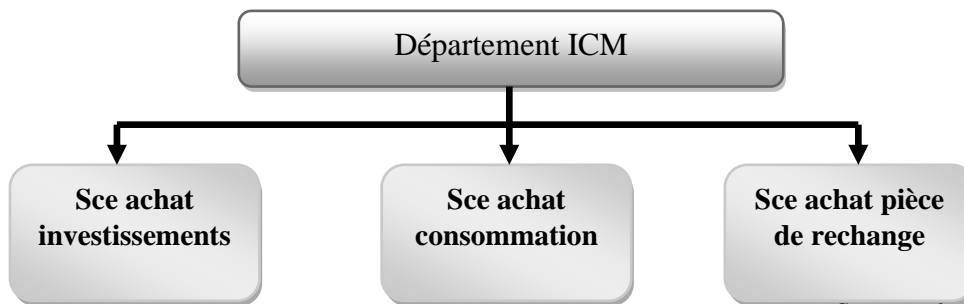 Département ICM
Sce achat
investissements
Sce achat
consommation
Sce achat pièce
de rechange